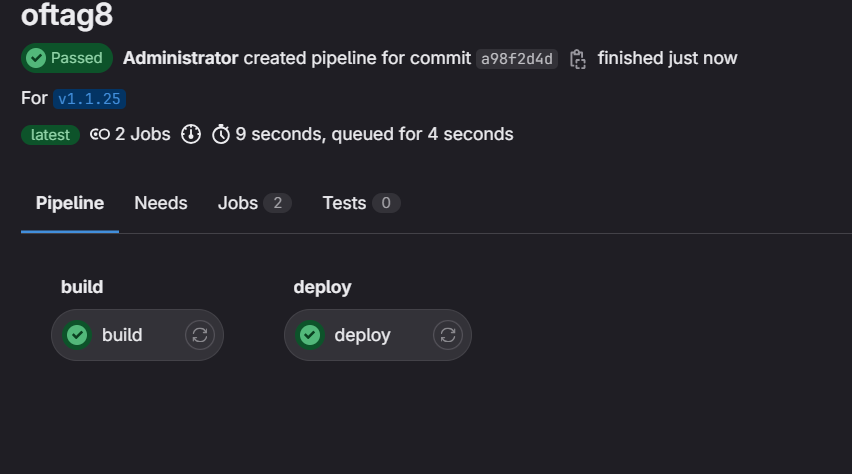 oftag8
Passed Administrator created pipeline for commit a98f2d4d finished just now
For v1.1.25
latest 2 Jobs 9 seconds, queued for 4 seconds
Pipeline Needs Jobs 2 Tests 0
build deploy
build deploy